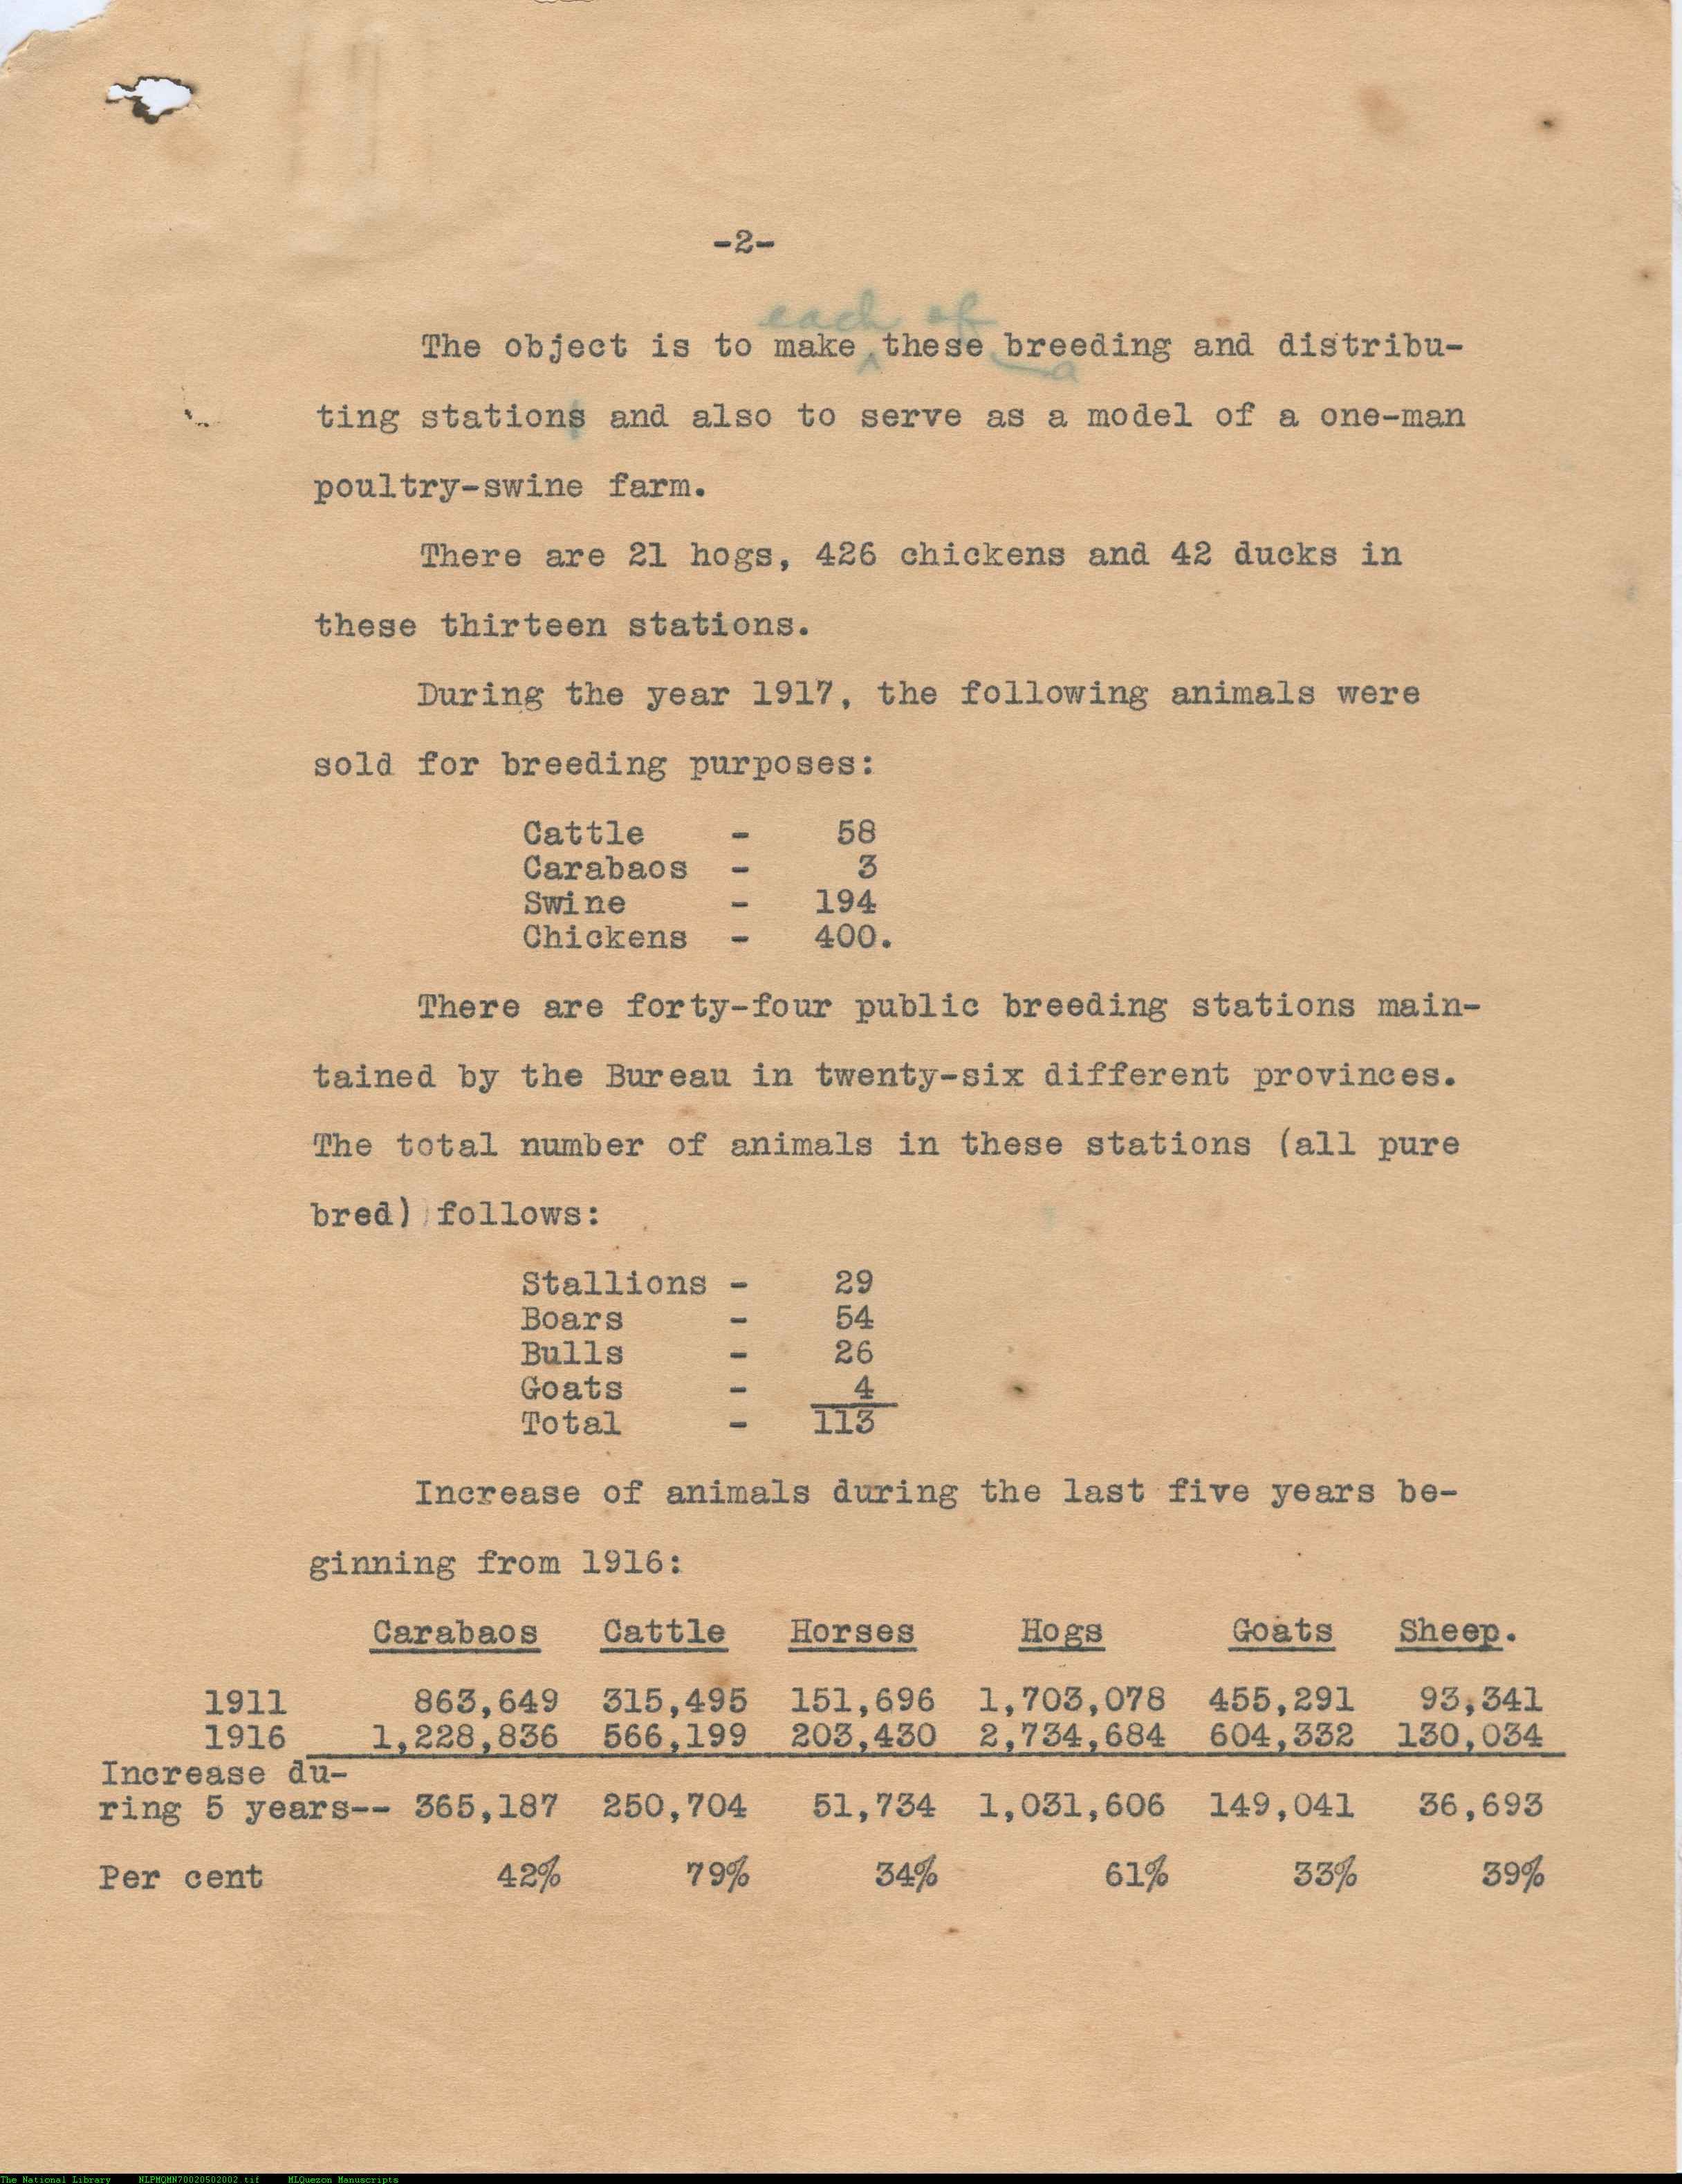 -2-
each of
The object is to make ^ these breeding and distribu-
a
ting stations and also to serve as a model of a one-man
poultry-swine farm.
There are 21 hogs, 426 chickens and 42 ducks in
these thirteen stations.
During the year 1917, the following animals were
sold for breeding purposes:
Cattle - 58
Carabaos - 3
Swine - 194
Chickens - 400.
There are forty-four public breeding stations main-
tained by the Bureau in twenty-six different provinces.
The total number of animals in these stations (all pure
bred) follows:
Stallions - 29
Boars - 54
Bulls - 26
Goats - 4
Total - 113
Increase of animals during the last five years be-
ginning from 1916:
Carabaos Cattle Horses Hogs Goats Sheep.
1911 863,649 315,495 151,696 1,703,078 455,291 93,341
1916 1,228,836 566,199 203,430 2,734,684 604,332 130,034
Increase du-
ring 5 years-- 365,187 250,704 51,734 1,031,606 149,041 36,693
Per cent 42% 79% 34% 61% 33% 39%
The National Library NLPMQMN70020502002.tif MLQuezon Manuscripts